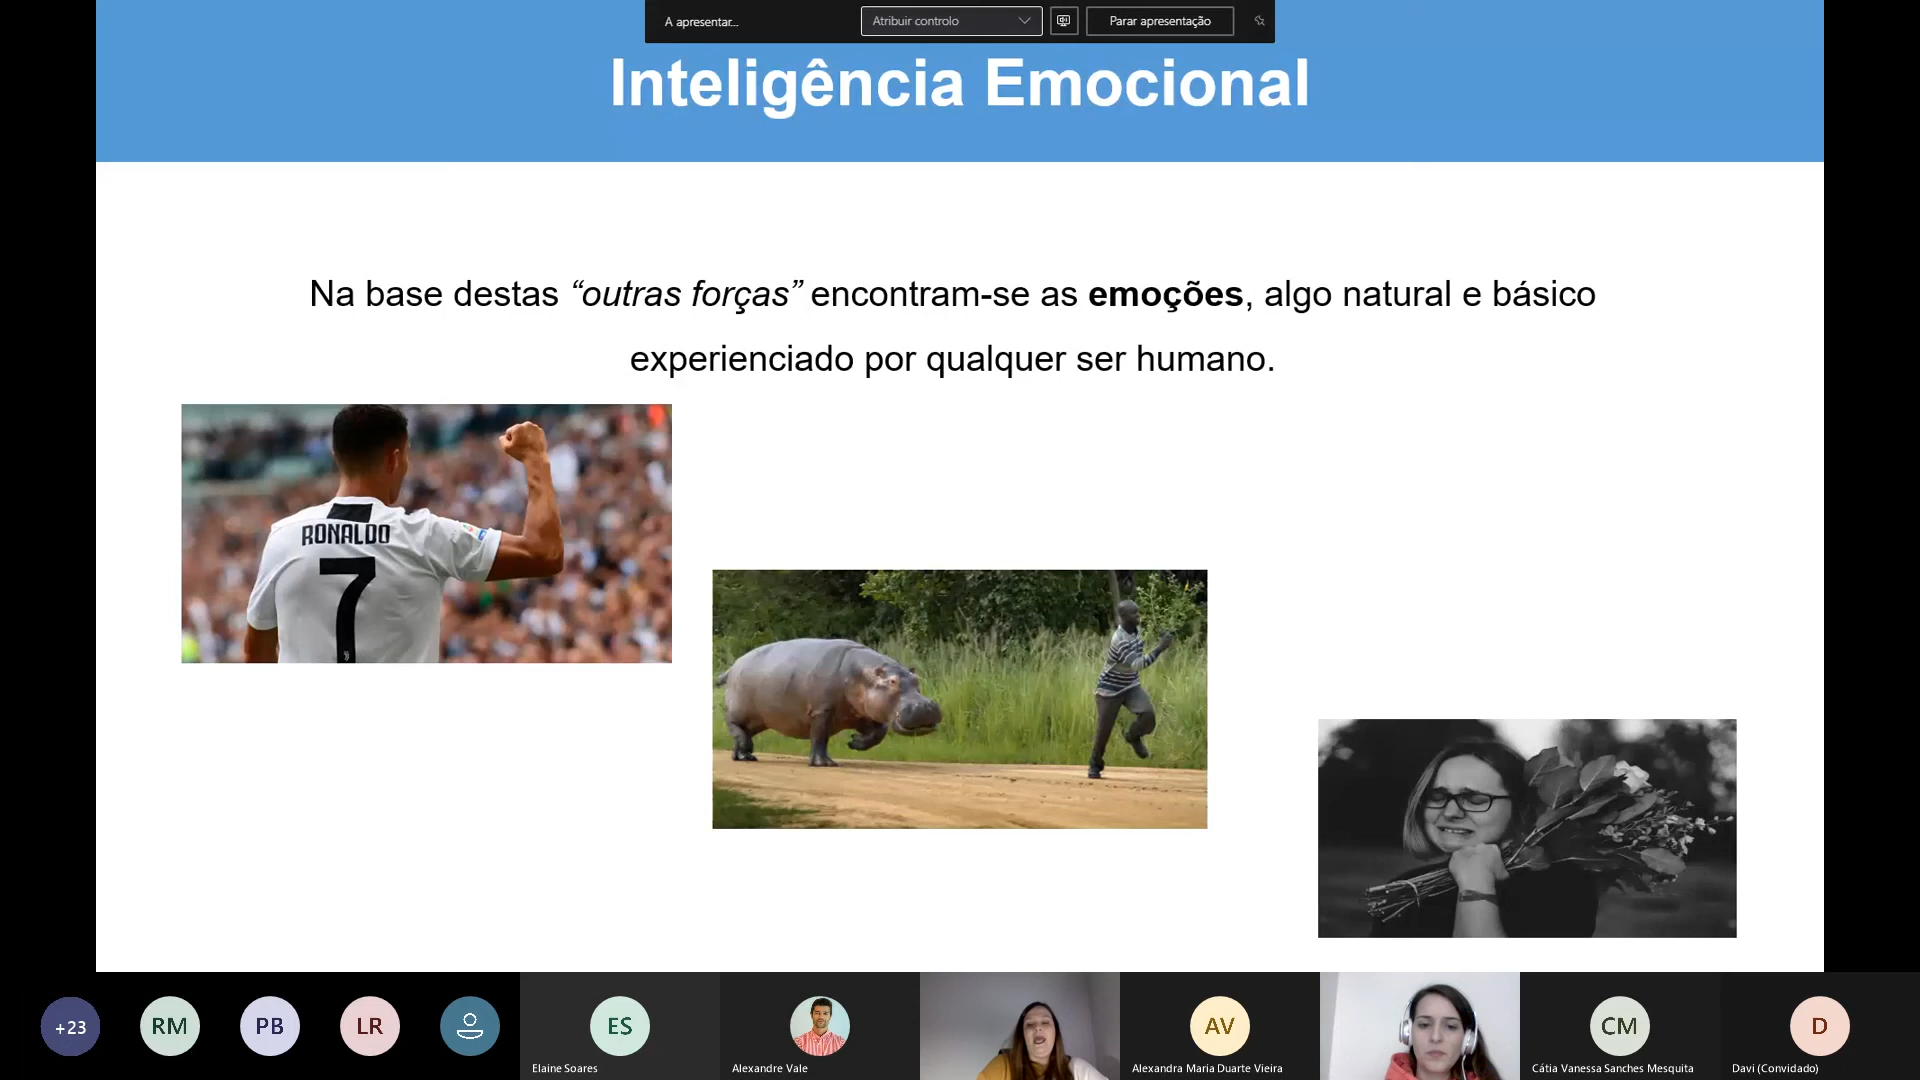 A apresentar...
Atribuir controlo
Parar apresentação
Inteligência Emocional
Na base destas “outras forças” encontram-se as emoções, algo natural e básico
experienciado por qualquer ser humano.
RONALDO
7
+23
RM
PB
LR
ES
AV
CM
D
Elaine Soares
Alexandre Vale
Alexandra Maria Duarte Vieira
Cátia Vanessa Sanches Mesquita
Davi (Convidado)